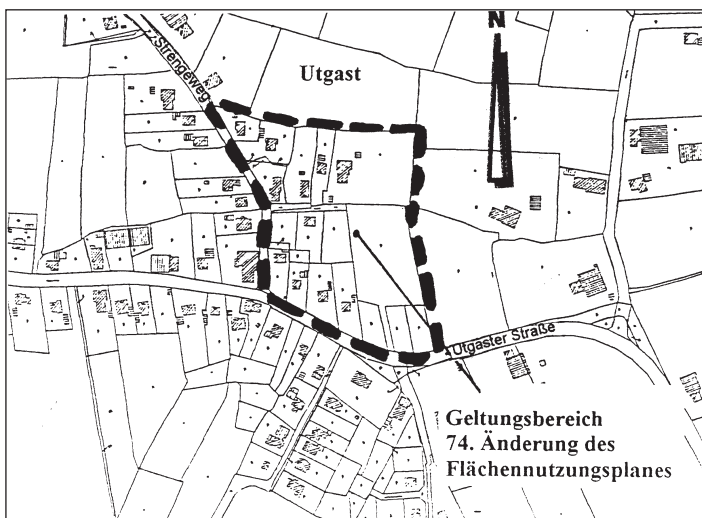 N
Strengeweg
Utgast
Utgaster Straße
Geltungsbereich
74. Änderung des
Flächennutzungsplanes